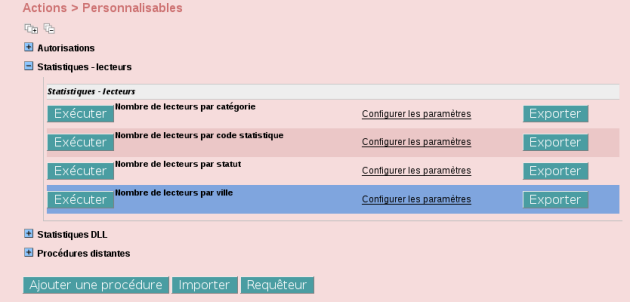 Actions > Personnalisables
Autorisations
Statistiques - lecteurs
Statistiques - lecteurs
Exécuter Nombre de lecteurs par catégorie Configurer les paramètres Exporter
Exécuter Nombre de lecteurs par code statistique Configurer les paramètres Exporter
Exécuter Nombre de lecteurs par statut Configurer les paramètres Exporter
Exécuter Nombre de lecteurs par ville Configurer les paramètres Exporter
Statistiques DLL
Procédures distantes
Ajouter une procédure Importer Requêteur